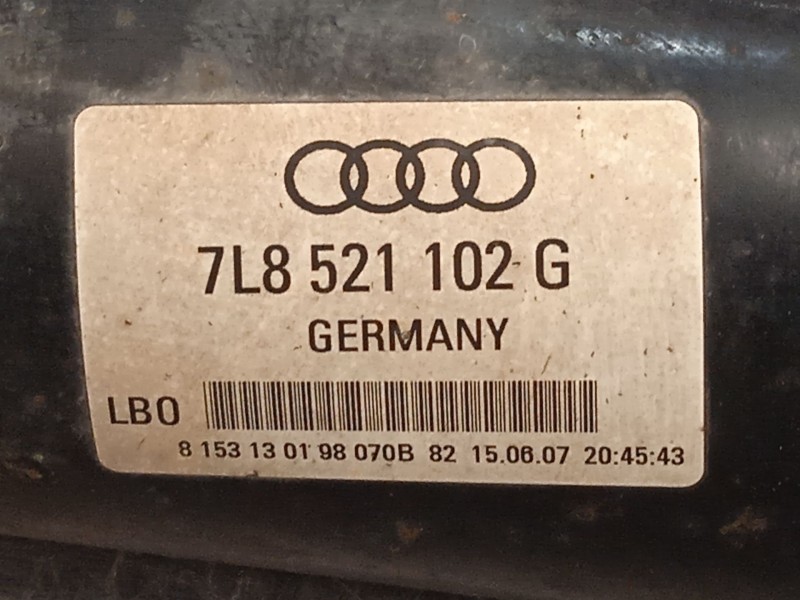 7L8 521 102 G
GERMANY
LBO
8 153 13 01 98 070B 82 15.06.07 20:45:43